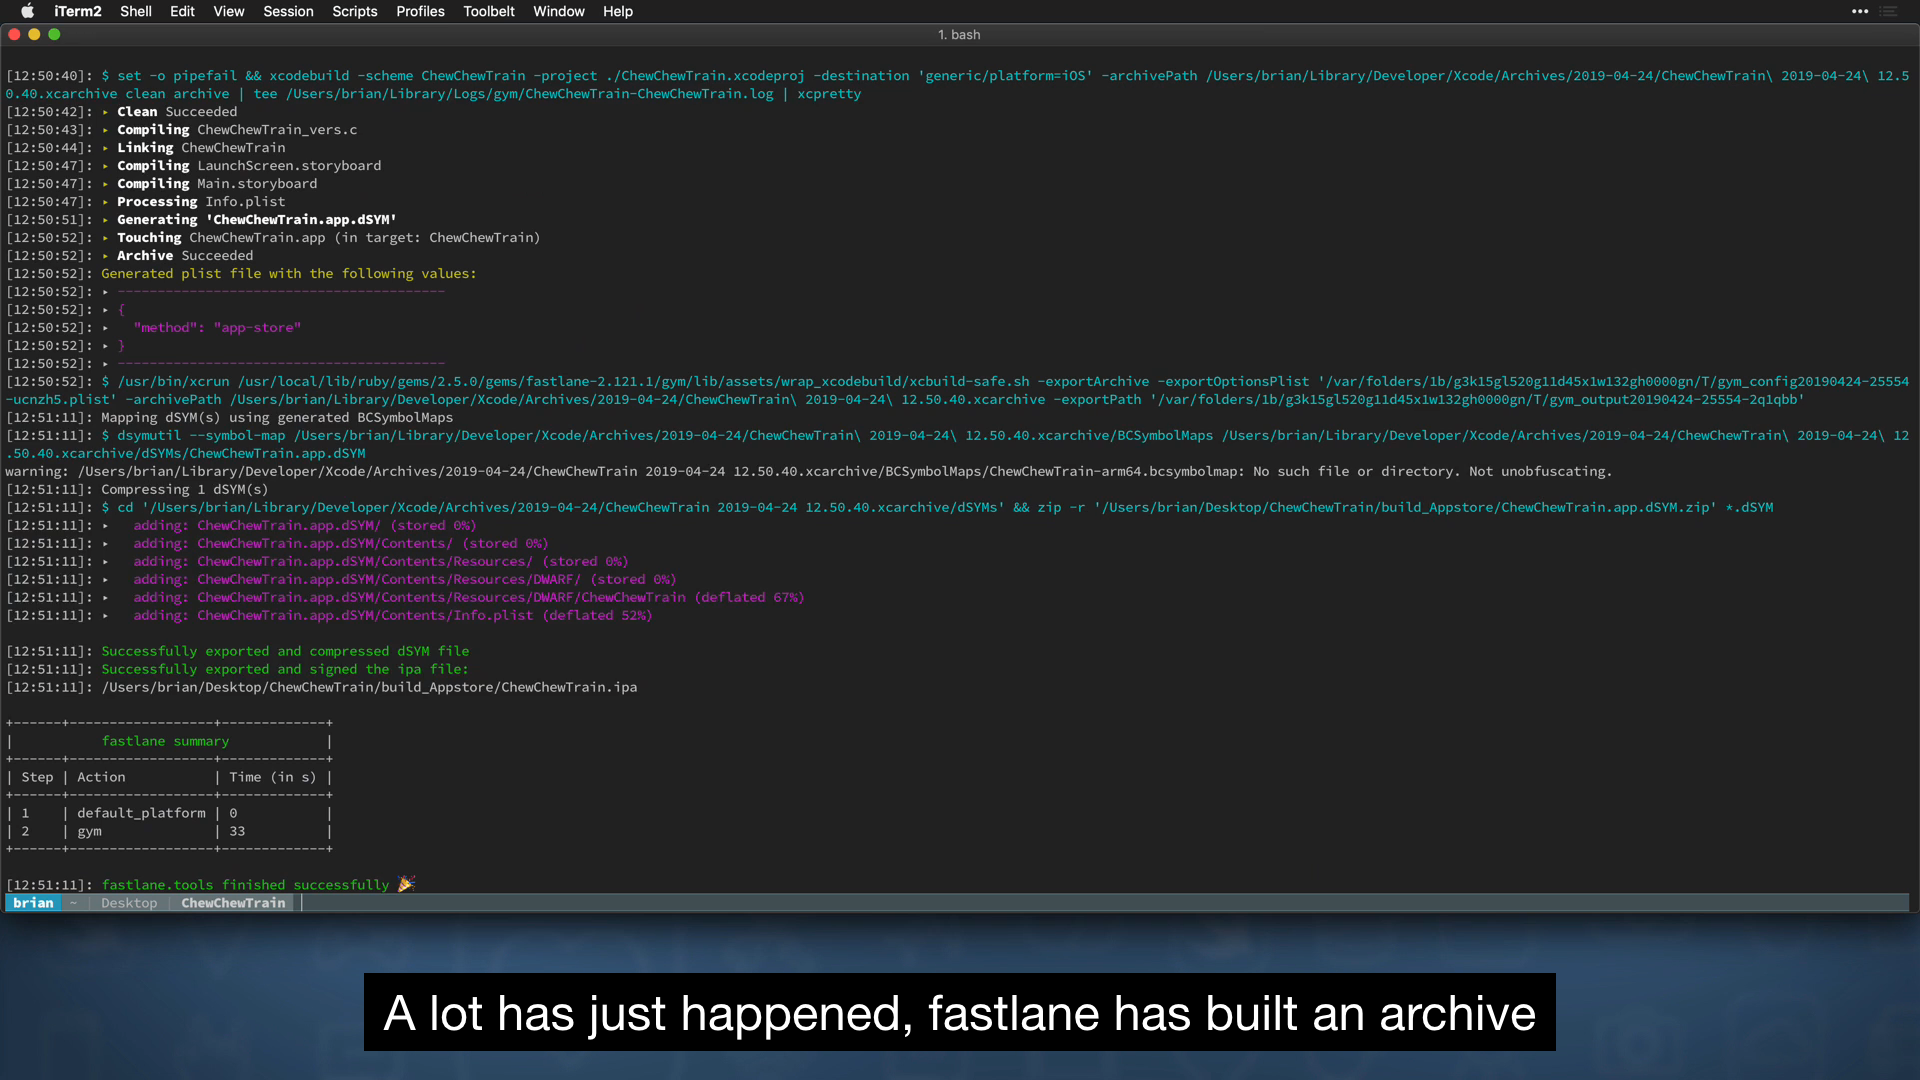 iTerm2 Shell Edit View Session Scripts Profiles Toolbelt Window Help
1. bash
[12:50:40]: $ set -o pipefail && xcodebuild -scheme ChewChewTrain -project ./ChewChewTrain.xcodeproj -destination 'generic/platform=iOS' -archivePath /Users/brian/Library/Developer/Xcode/Archives/2019-04-24/ChewChewTrain\ 2019-04-24\ 12.5
0.40.xcarchive clean archive | tee /Users/brian/Library/Logs/gym/ChewChewTrain-ChewChewTrain.log | xcpretty
[12:50:42]: ▸ Clean Succeeded
[12:50:43]: ▸ Compiling ChewChewTrain_vers.c
[12:50:44]: ▸ Linking ChewChewTrain
[12:50:47]: ▸ Compiling LaunchScreen.storyboard
[12:50:47]: ▸ Compiling Main.storyboard
[12:50:47]: ▸ Processing Info.plist
[12:50:51]: ▸ Generating 'ChewChewTrain.app.dSYM'
[12:50:52]: ▸ Touching ChewChewTrain.app (in target: ChewChewTrain)
[12:50:52]: ▸ Archive Succeeded
[12:50:52]: Generated plist file with the following values:
[12:50:52]: ▸ -----------------------------------------
[12:50:52]: ▸ {
[12:50:52]: ▸   "method": "app-store"
[12:50:52]: ▸ }
[12:50:52]: ▸ -----------------------------------------
[12:50:52]: $ /usr/bin/xcrun /usr/local/lib/ruby/gems/2.5.0/gems/fastlane-2.121.1/gym/lib/assets/wrap_xcodebuild/xcbuild-safe.sh -exportArchive -exportOptionsPlist '/var/folders/1b/g3k15gl520g11d45x1w132gh0000gn/T/gym_config20190424-25554
-ucnzh5.plist' -archivePath /Users/brian/Library/Developer/Xcode/Archives/2019-04-24/ChewChewTrain\ 2019-04-24\ 12.50.40.xcarchive -exportPath '/var/folders/1b/g3k15gl520g11d45x1w132gh0000gn/T/gym_output20190424-25554-2q1qbb'
[12:51:11]: Mapping dSYM(s) using generated BCSymbolMaps
[12:51:11]: $ dsymutil --symbol-map /Users/brian/Library/Developer/Xcode/Archives/2019-04-24/ChewChewTrain\ 2019-04-24\ 12.50.40.xcarchive/BCSymbolMaps /Users/brian/Library/Developer/Xcode/Archives/2019-04-24/ChewChewTrain\ 2019-04-24\ 12
.50.40.xcarchive/dSYMs/ChewChewTrain.app.dSYM
warning: /Users/brian/Library/Developer/Xcode/Archives/2019-04-24/ChewChewTrain 2019-04-24 12.50.40.xcarchive/BCSymbolMaps/ChewChewTrain-arm64.bcsymbolmap: No such file or directory. Not unobfuscating.
[12:51:11]: Compressing 1 dSYM(s)
[12:51:11]: $ cd '/Users/brian/Library/Developer/Xcode/Archives/2019-04-24/ChewChewTrain 2019-04-24 12.50.40.xcarchive/dSYMs' && zip -r '/Users/brian/Desktop/ChewChewTrain/build_Appstore/ChewChewTrain.app.dSYM.zip' *.dSYM
[12:51:11]: ▸   adding: ChewChewTrain.app.dSYM/ (stored 0%)
[12:51:11]: ▸   adding: ChewChewTrain.app.dSYM/Contents/ (stored 0%)
[12:51:11]: ▸   adding: ChewChewTrain.app.dSYM/Contents/Resources/ (stored 0%)
[12:51:11]: ▸   adding: ChewChewTrain.app.dSYM/Contents/Resources/DWARF/ (stored 0%)
[12:51:11]: ▸   adding: ChewChewTrain.app.dSYM/Contents/Resources/DWARF/ChewChewTrain (deflated 67%)
[12:51:11]: ▸   adding: ChewChewTrain.app.dSYM/Contents/Info.plist (deflated 52%)
[12:51:11]: Successfully exported and compressed dSYM file
[12:51:11]: Successfully exported and signed the ipa file:
[12:51:11]: /Users/brian/Desktop/ChewChewTrain/build_Appstore/ChewChewTrain.ipa
+------+------------------+-------------+
|           fastlane summary            |
+------+------------------+-------------+
| Step | Action           | Time (in s) |
+------+------------------+-------------+
| 1    | default_platform | 0           |
| 2    | gym              | 33          |
+------+------------------+-------------+
[12:51:11]: fastlane.tools finished successfully 🎉
brian ~ Desktop ChewChewTrain
A lot has just happened, fastlane has built an archive